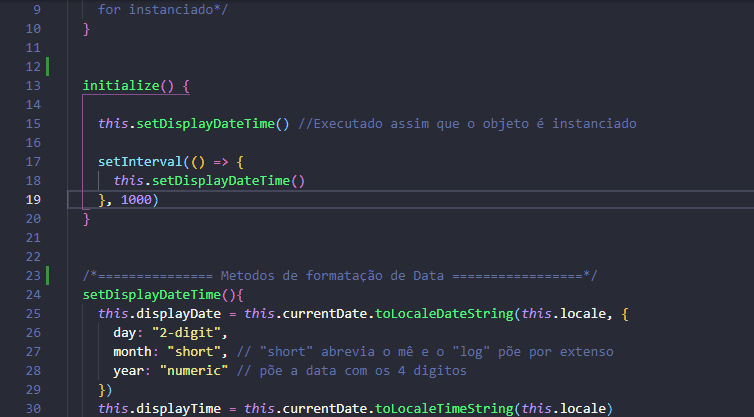 9 for instanciado*/
10 }
11
12
13 initialize() {
14
15 this.setDisplayDateTime() //Executado assim que o objeto é instanciado
16
17 setInterval(() => {
18 this.setDisplayDateTime()
19 }, 1000)
20 }
21
22
23 /*=============== Metodos de formatação de Data =================*/
24 setDisplayDateTime(){
25 this.displayDate = this.currentDate.toLocaleDateString(this.locale, {
26 day: "2-digit",
27 month: "short", // "short" abrevia o mê e o "log" põe por extenso
28 year: "numeric" // põe a data com os 4 digitos
29 })
30 this.displayTime = this.currentDate.toLocaleTimeString(this.locale)